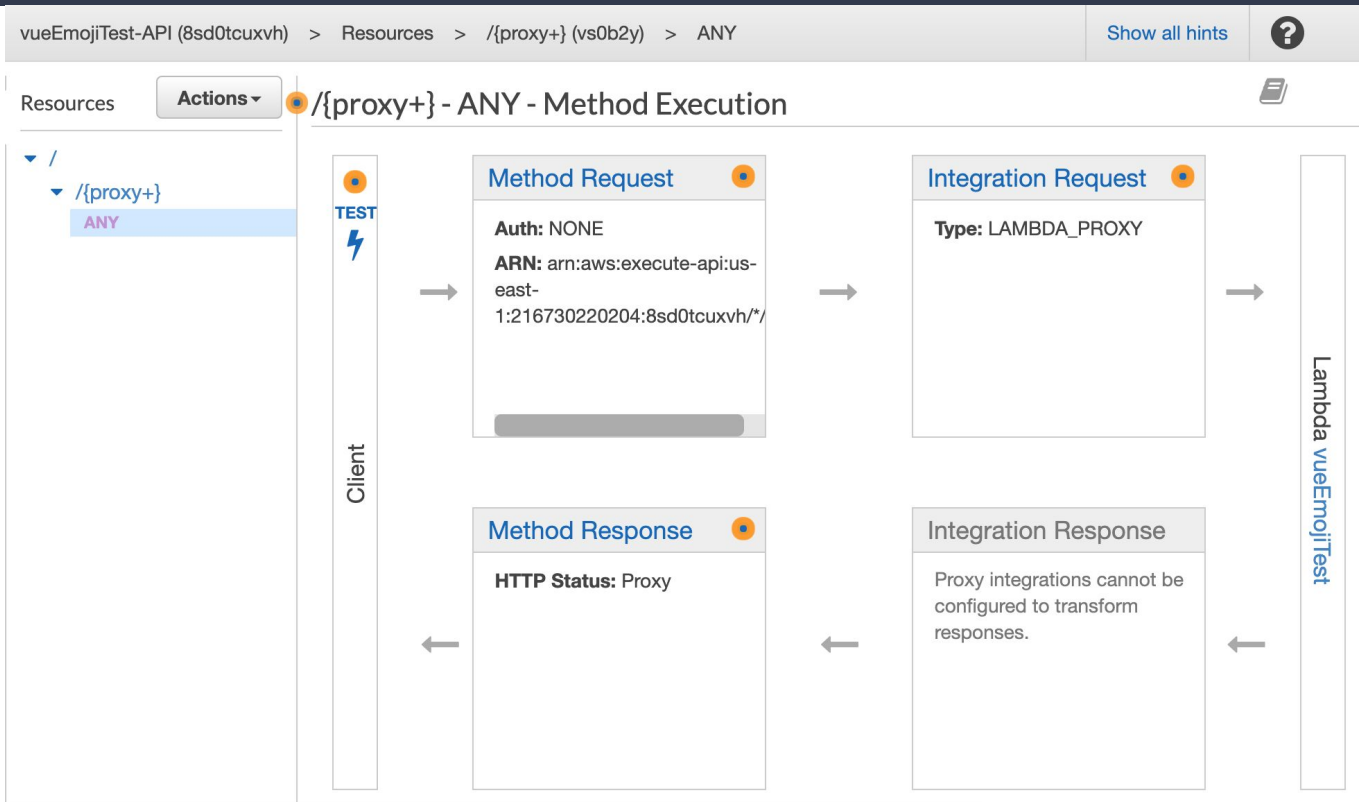 vueEmojiTest-API (8sd0tcuxvh) > Resources > /{proxy+} (vs0b2y) > ANY
Show all hints
?
Resources
Actions
/{proxy+} - ANY - Method Execution
/
/{proxy+}
ANY
TEST
Client
Method Request
Auth: NONE
ARN: arn:aws:execute-api:us-
east-
1:216730220204:8sd0tcuxvh/*/
Integration Request
Type: LAMBDA_PROXY
Lambda vueEmojiTest
Method Response
HTTP Status: Proxy
Integration Response
Proxy integrations cannot be
configured to transform
responses.